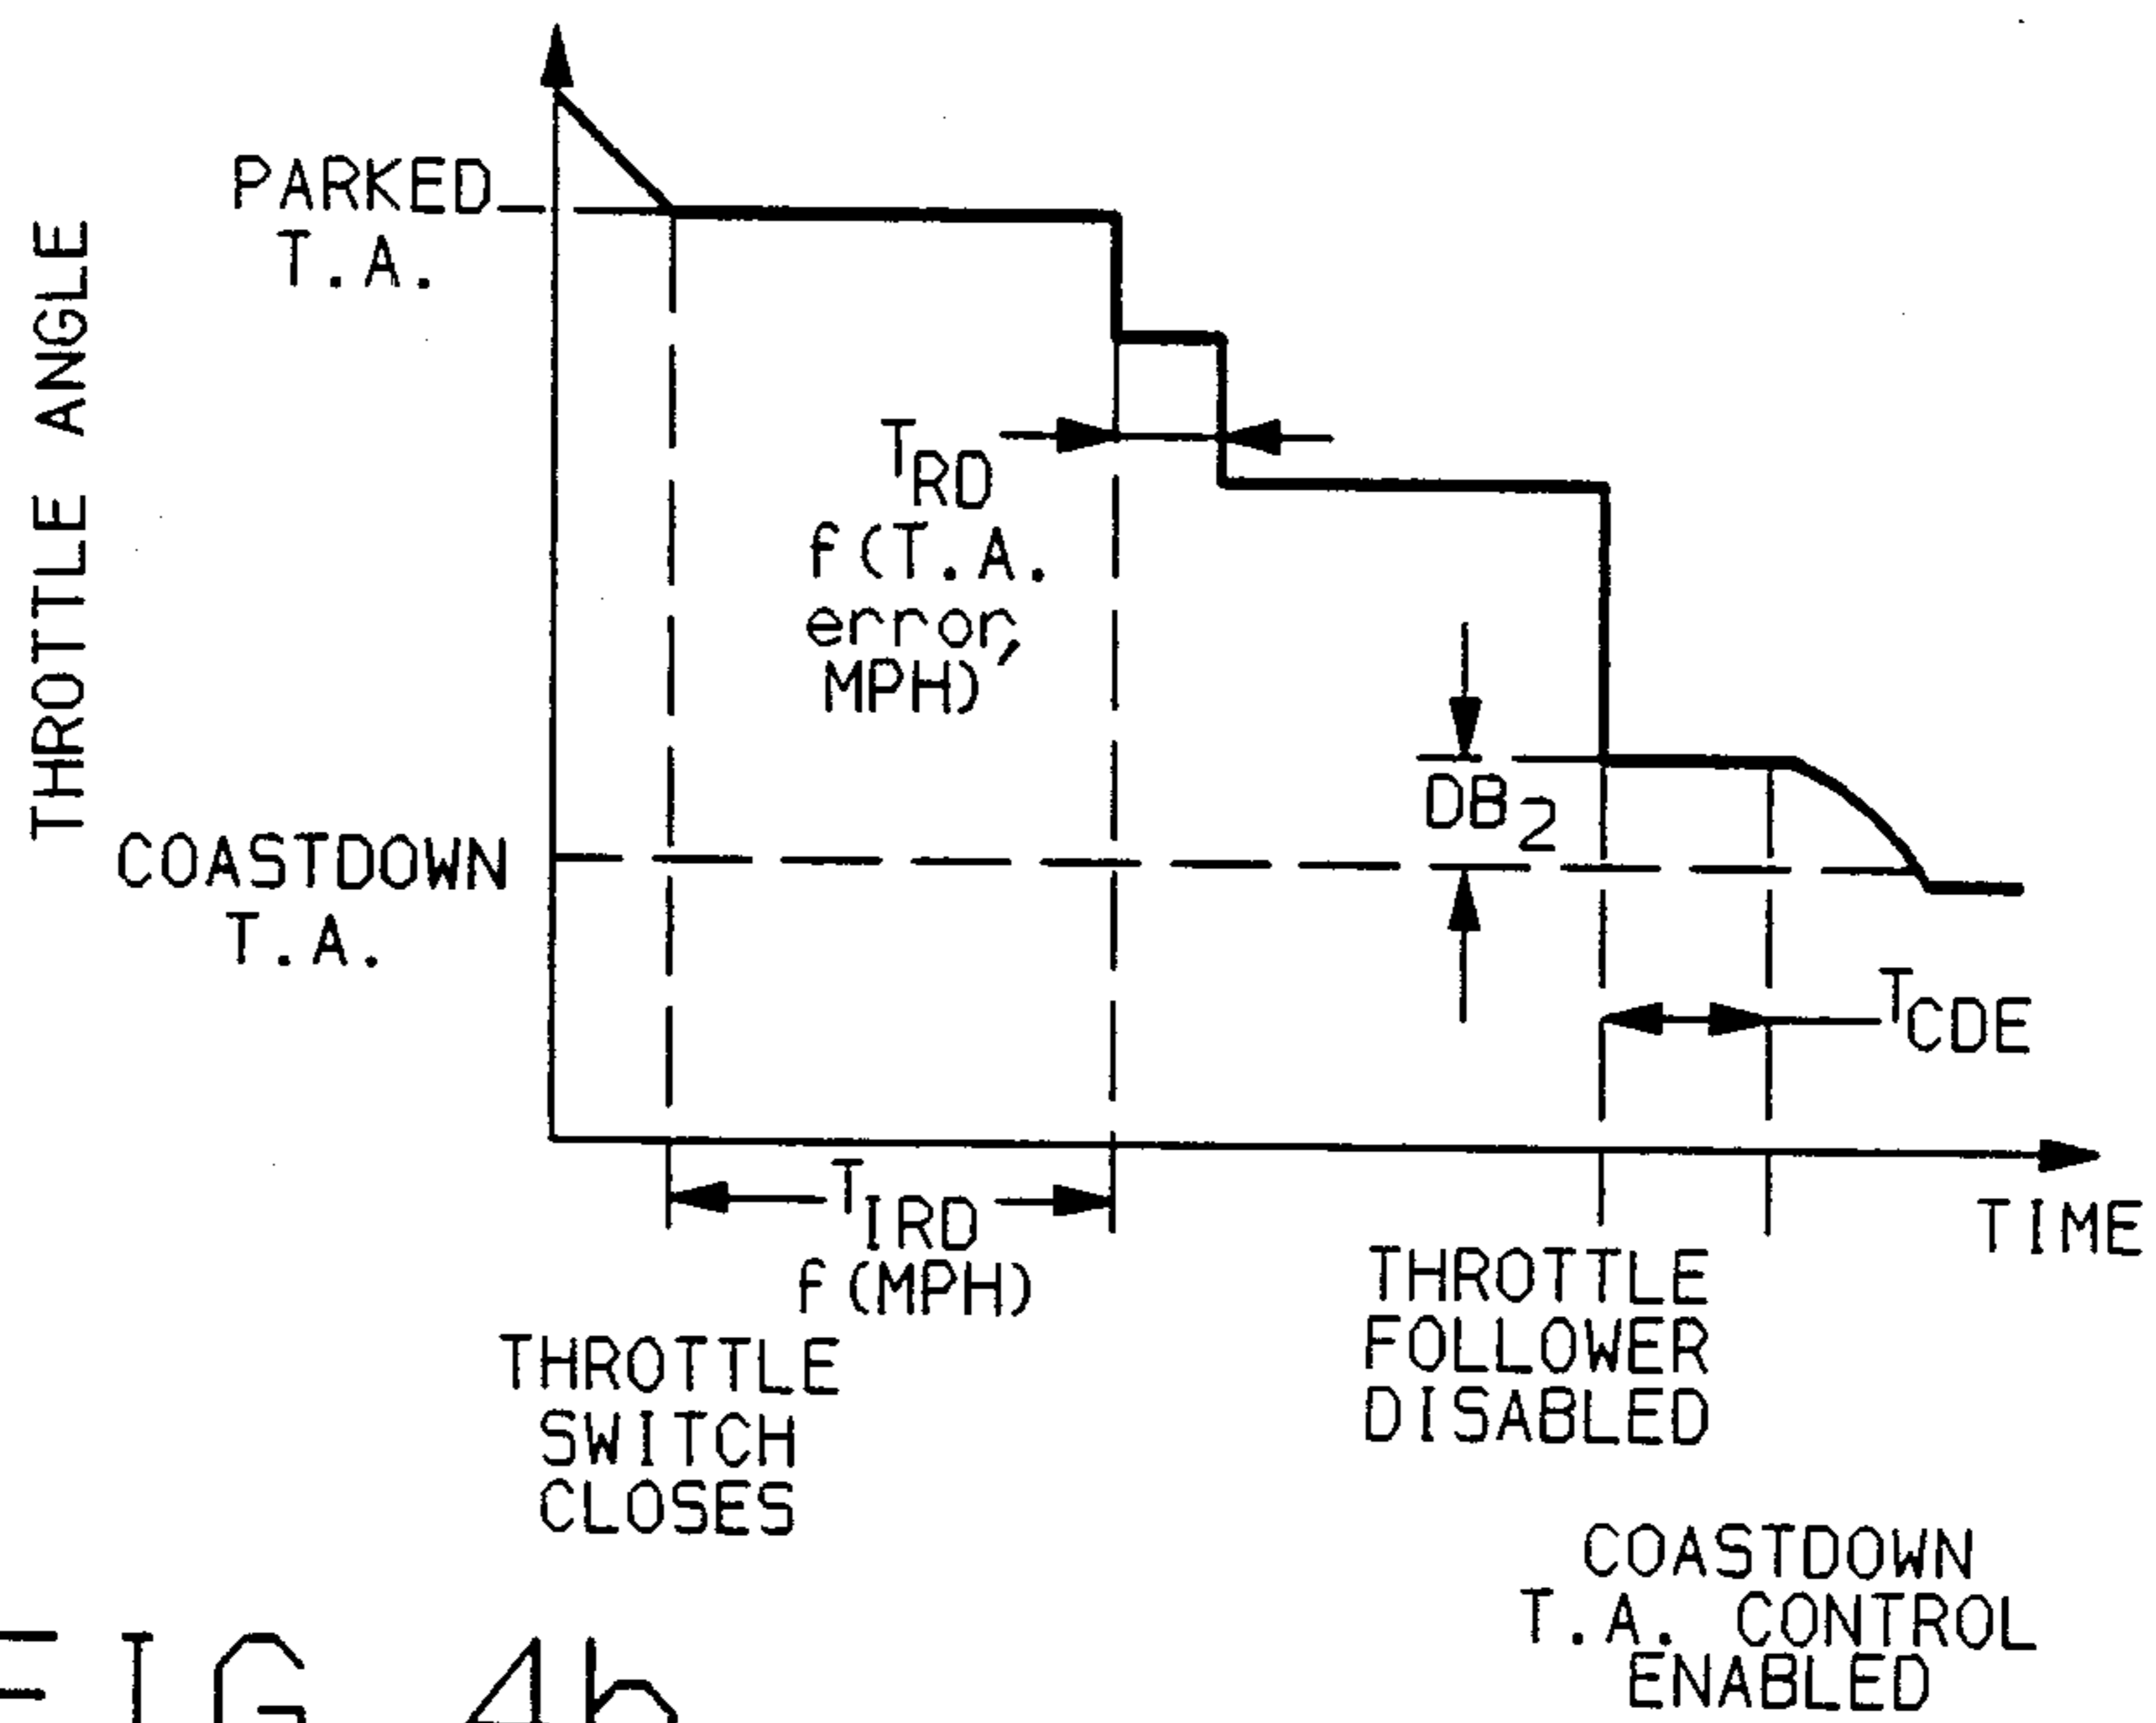 THROTTLE ANGLE
PARKED
T.A.
T_RD
f(T.A.
error,
MPH)
DB_2
COASTDOWN
T.A.
T_CDE
T_IRD
f(MPH)
TIME
THROTTLE
SWITCH
CLOSES
THROTTLE
FOLLOWER
DISABLED
COASTDOWN
T.A. CONTROL
ENABLED
FIG 4b